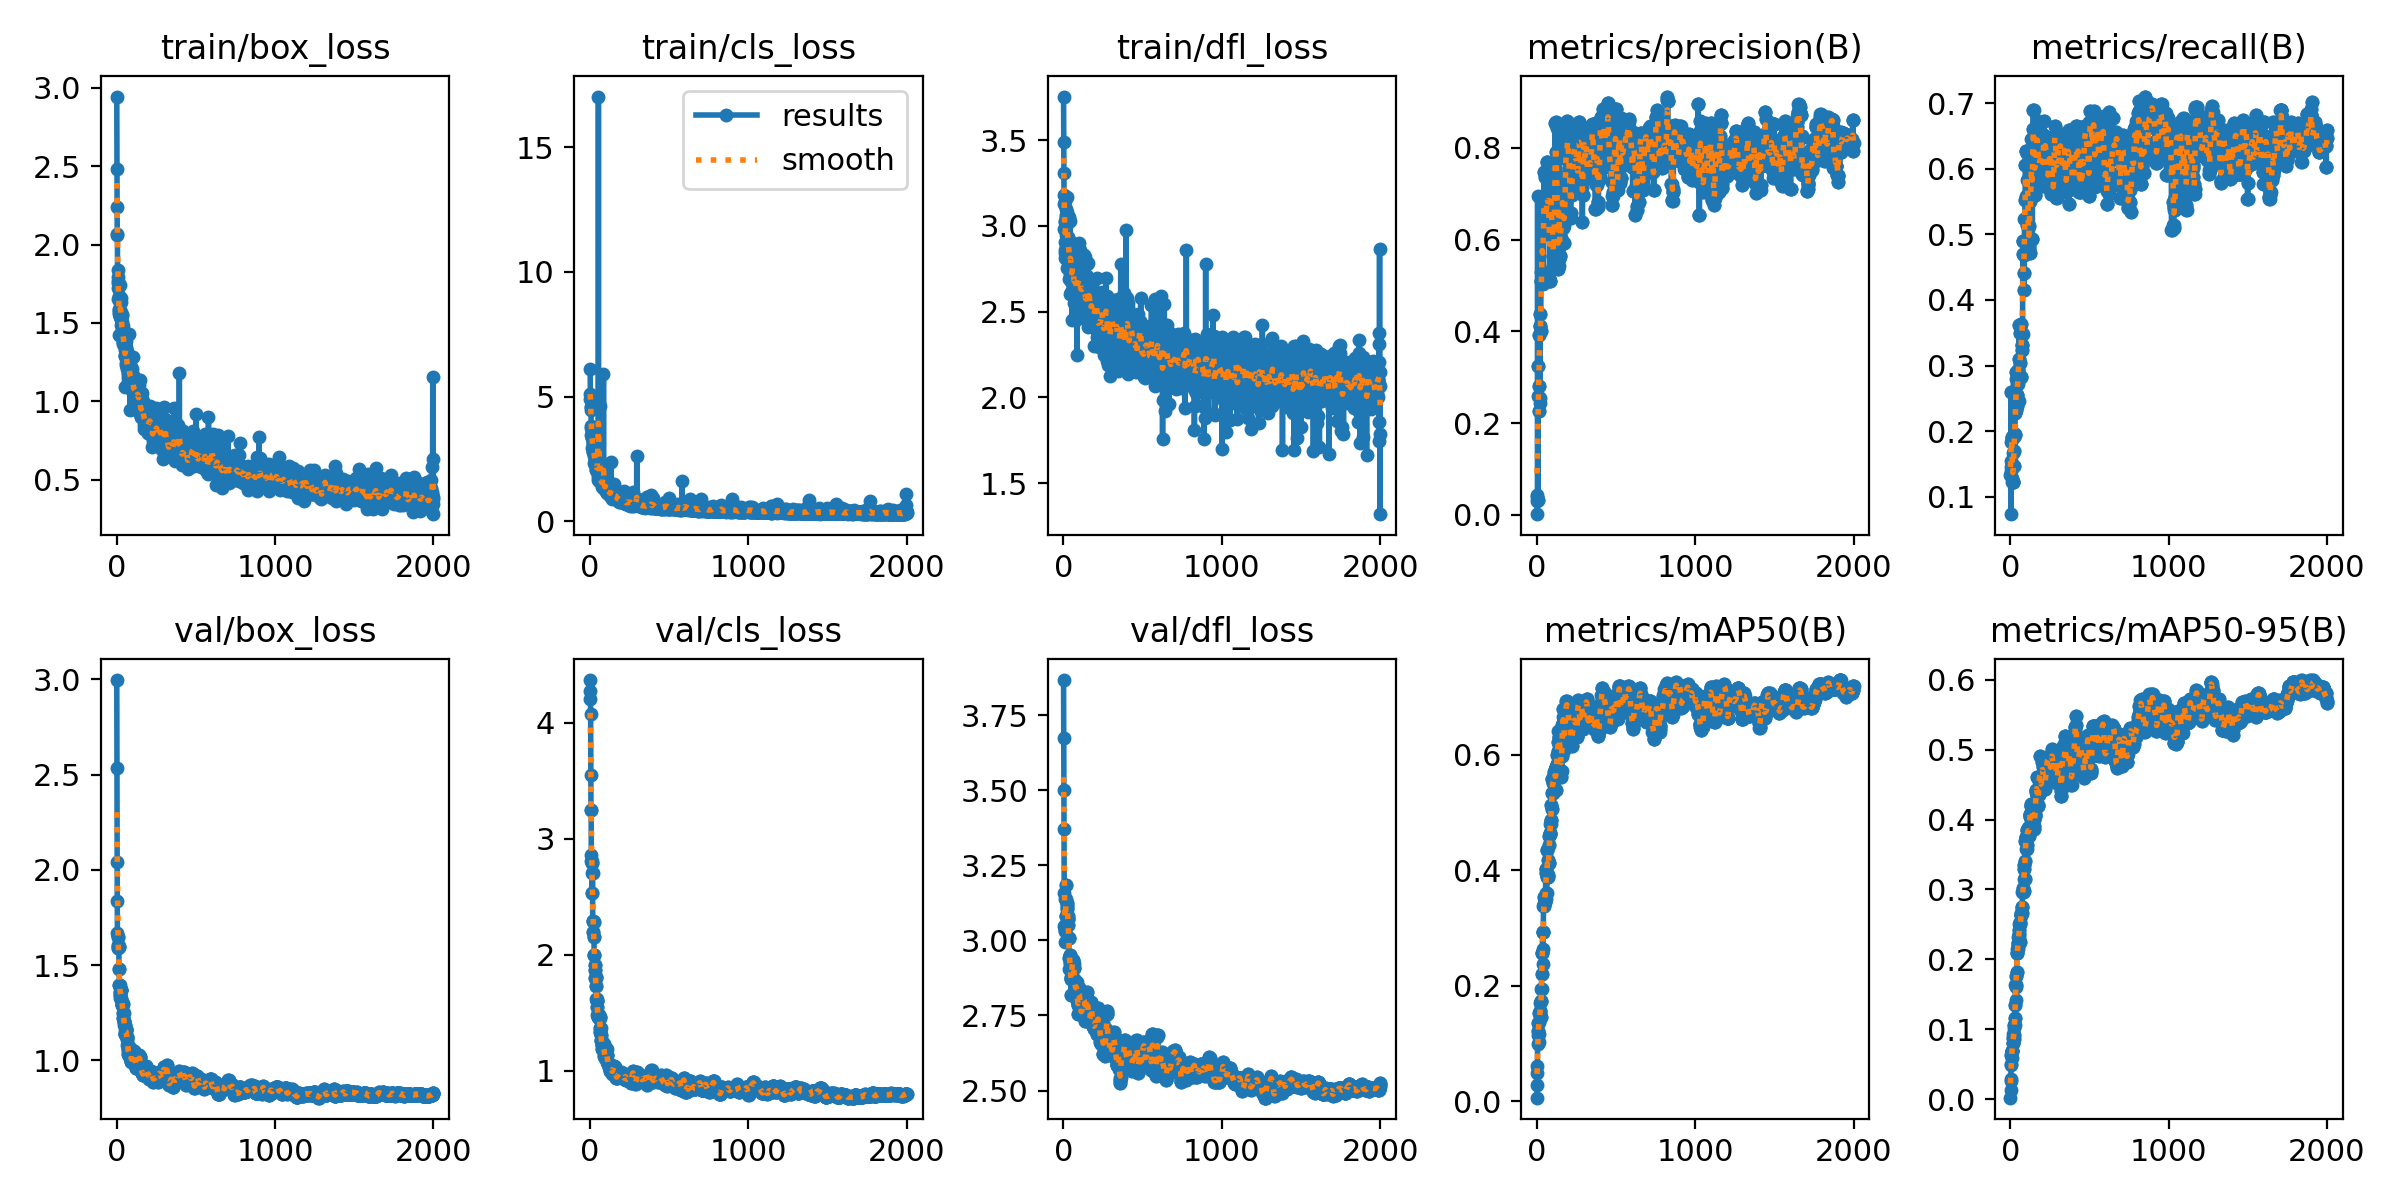 train/box_loss
3.0
2.5
2.0
1.5
1.0
0.5
0 1000 2000
train/cls_loss
results
smooth
15
10
5
0
0 1000 2000
train/dfl_loss
3.5
3.0
2.5
2.0
1.5
0 1000 2000
metrics/precision(B)
0.8
0.6
0.4
0.2
0.0
0 1000 2000
metrics/recall(B)
0.7
0.6
0.5
0.4
0.3
0.2
0.1
0 1000 2000
val/box_loss
3.0
2.5
2.0
1.5
1.0
0 1000 2000
val/cls_loss
4
3
2
1
0 1000 2000
val/dfl_loss
3.75
3.50
3.25
3.00
2.75
2.50
0 1000 2000
metrics/mAP50(B)
0.6
0.4
0.2
0.0
0 1000 2000
metrics/mAP50-95(B)
0.6
0.5
0.4
0.3
0.2
0.1
0.0
0 1000 2000